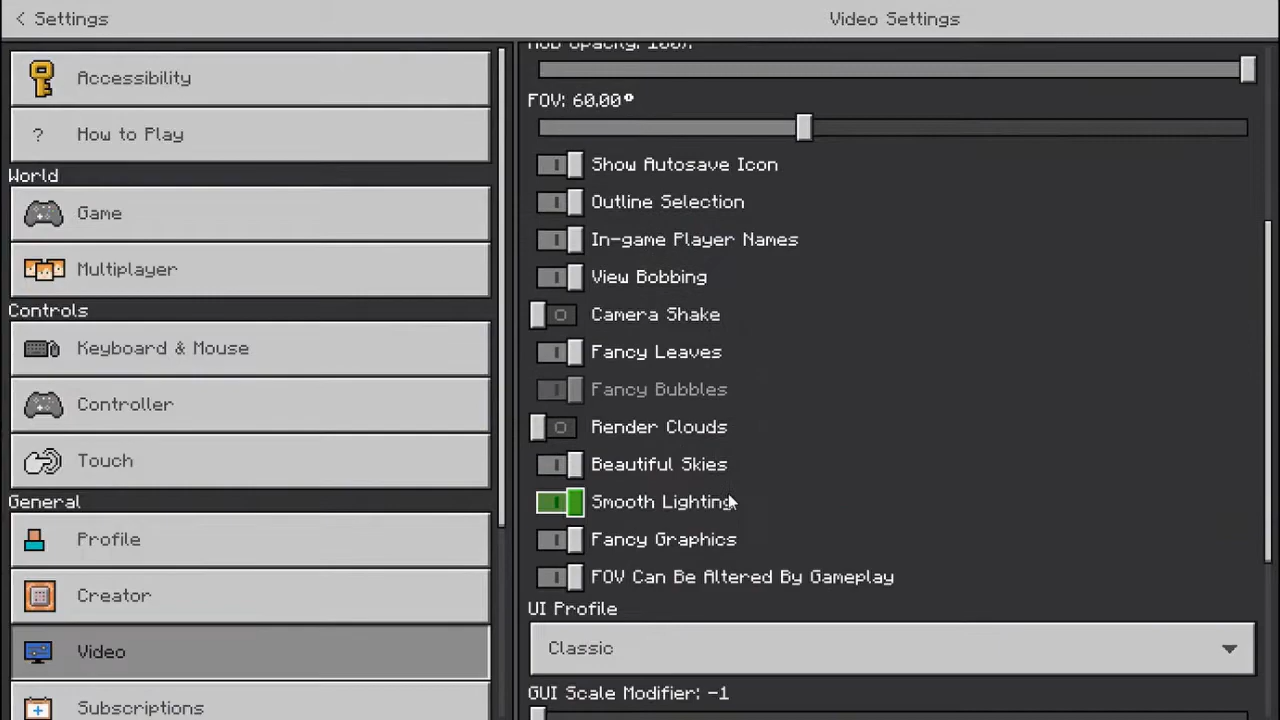 Settings
Video Settings
Accessibility
How to Play
World
Game
Multiplayer
Controls
Keyboard & Mouse
Controller
Touch
General
Profile
Creator
Video
Subscriptions
FOV: 60.00°
Show Autosave Icon
Outline Selection
In-game Player Names
View Bobbing
Camera Shake
Fancy Leaves
Fancy Bubbles
Render Clouds
Beautiful Skies
Smooth Lighting
Fancy Graphics
FOV Can Be Altered By Gameplay
UI Profile
Classic
GUI Scale Modifier: -1